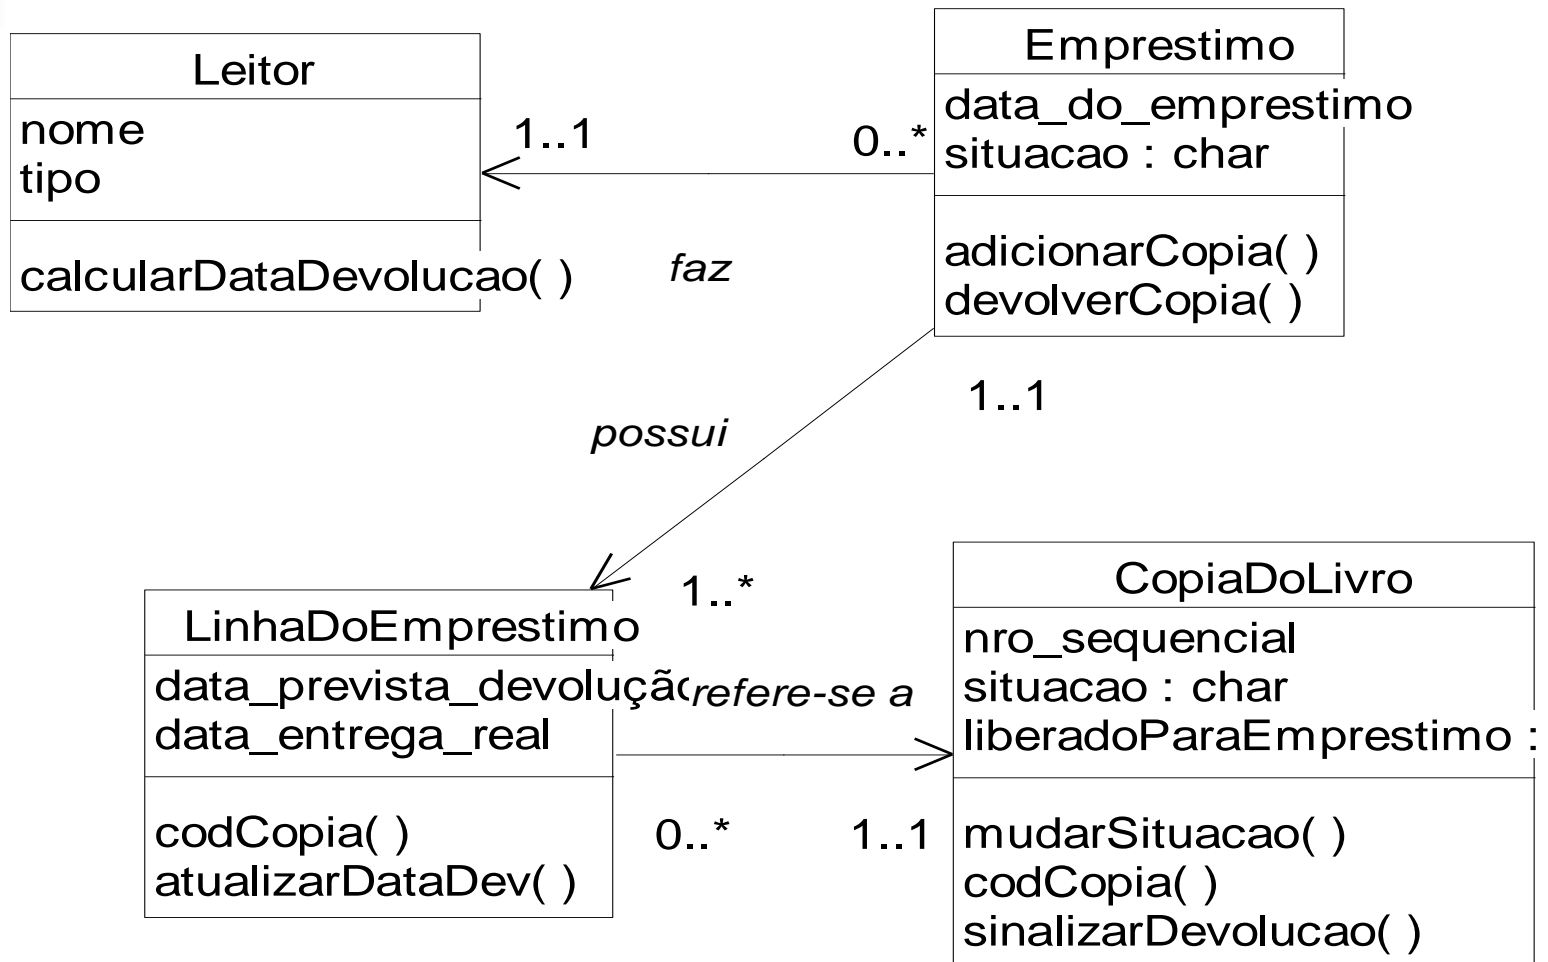 Leitor
nome
tipo
calcularDataDevolucao( )
1..1
0..*
faz
Emprestimo
data_do_emprestimo
situacao : char
adicionarCopia( )
devolverCopia( )
1..1
possui
1..*
LinhaDoEmprestimo
data_prevista_devolução
data_entrega_real
codCopia( )
atualizarDataDev( )
refere-se a
0..*
1..1
CopiaDoLivro
nro_sequencial
situacao : char
liberadoParaEmprestimo :
mudarSituacao( )
codCopia( )
sinalizarDevolucao( )